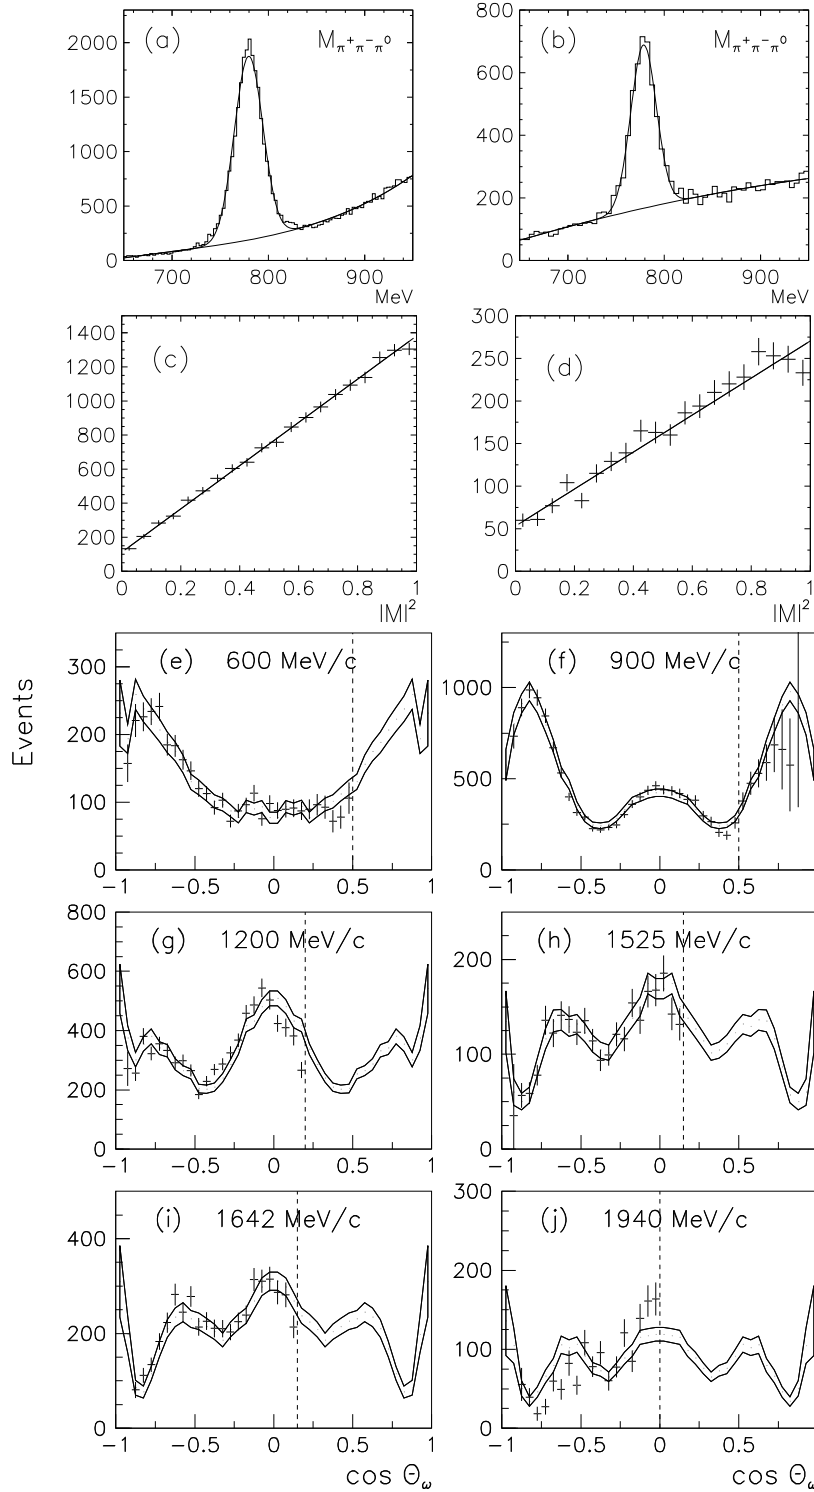 (a) M_π⁺π⁻π⁰
2000
1500
1000
500
0
700 800 900
MeV
(b) M_π⁺π⁻π⁰
800
600
400
200
0
700 800 900
MeV
(c)
1400
1200
1000
800
600
400
200
0
0 0.2 0.4 0.6 0.8 1
|M|²
(d)
300
250
200
150
100
50
0
0 0.2 0.4 0.6 0.8 1
|M|²
Events
(e) 600 MeV/c
300
200
100
0
-1 -0.5 0 0.5 1
(f) 900 MeV/c
1000
500
0
-1 -0.5 0 0.5
(g) 1200 MeV/c
800
600
400
200
0
-1 -0.5 0 0.5 1
(h) 1525 MeV/c
200
100
0
-1 -0.5 0 0.5
(i) 1642 MeV/c
400
200
0
-1 -0.5 0 0.5 1
cos Θ_ω
(j) 1940 MeV/c
300
200
100
0
-1 -0.5 0 0.5
cos Θ_ω